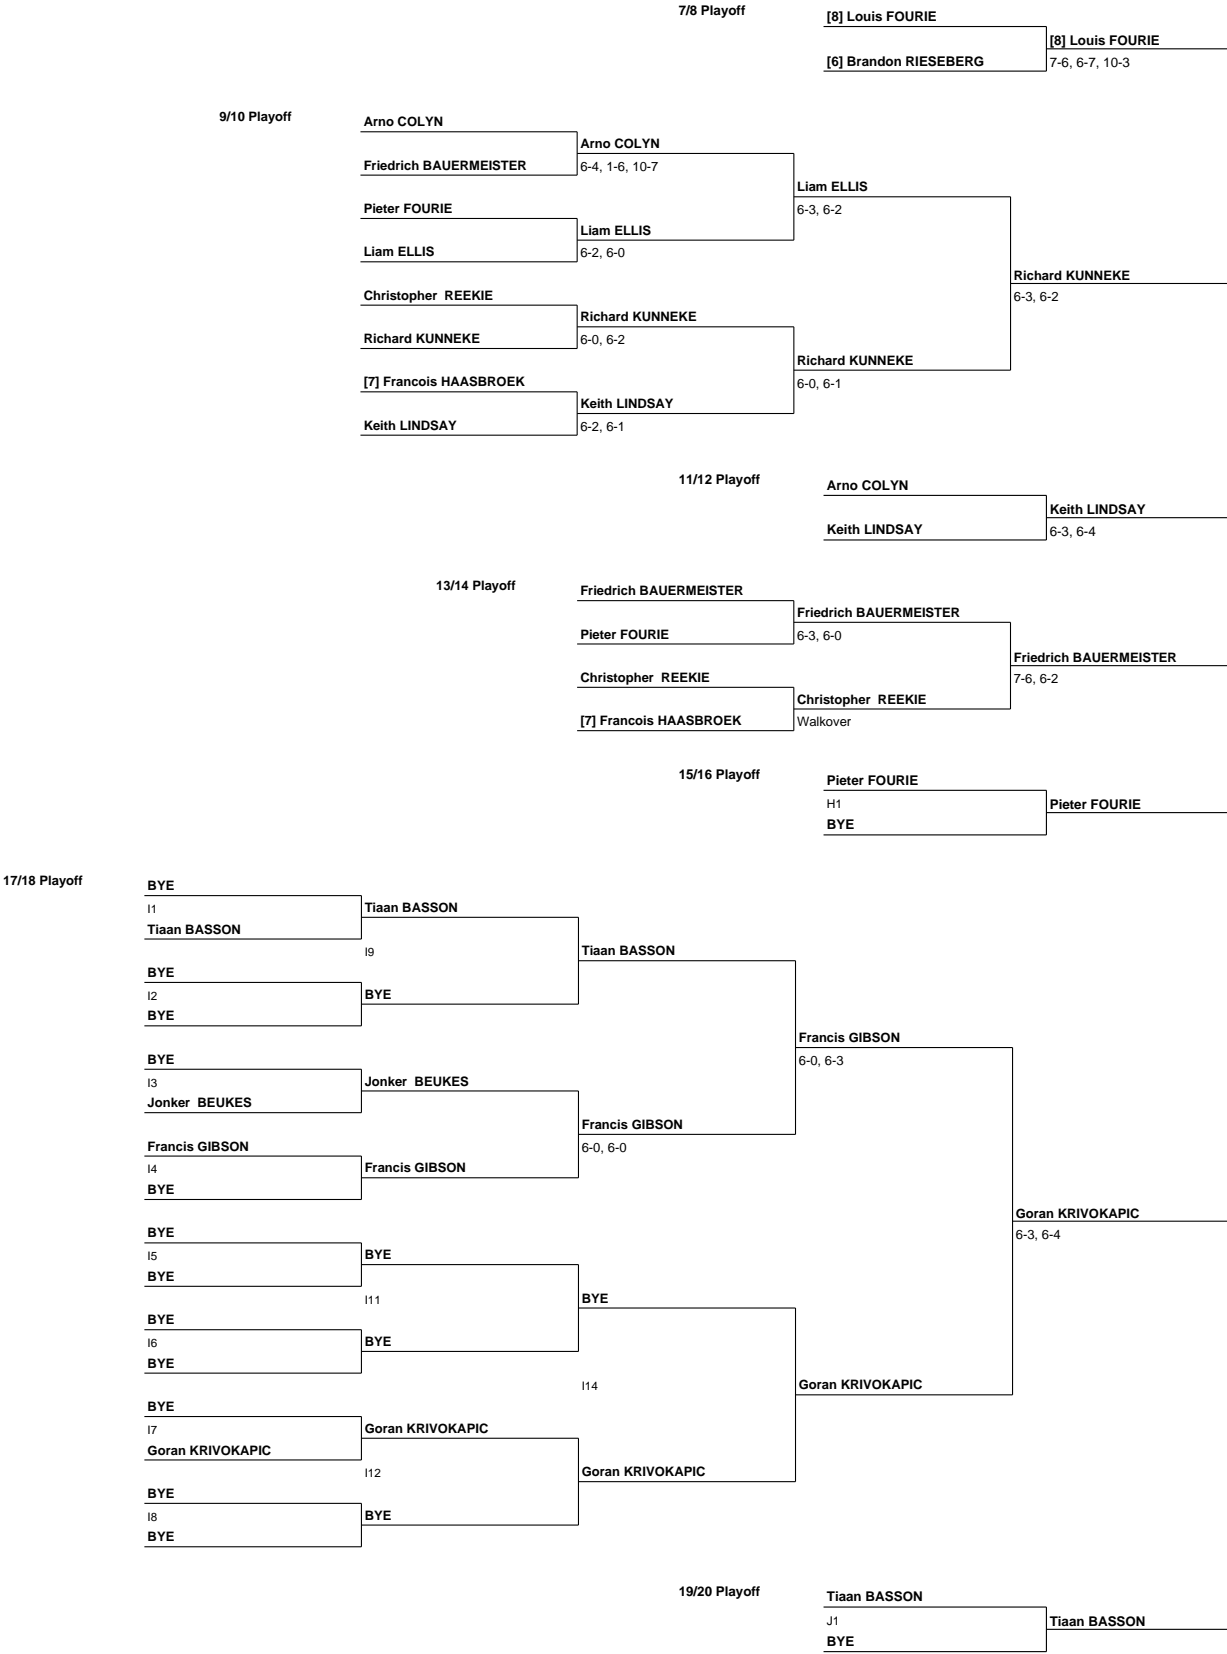 7/8 Playoff
[8] Louis FOURIE
[8] Louis FOURIE
[6] Brandon RIESEBERG
7-6, 6-7, 10-3
9/10 Playoff
Arno COLYN
Arno COLYN
Friedrich BAUERMEISTER
6-4, 1-6, 10-7
Liam ELLIS
Pieter FOURIE
6-3, 6-2
Liam ELLIS
Liam ELLIS
6-2, 6-0
Richard KUNNEKE
Christopher REEKIE
6-3, 6-2
Richard KUNNEKE
Richard KUNNEKE
6-0, 6-2
Richard KUNNEKE
[7] Francois HAASBROEK
6-0, 6-1
Keith LINDSAY
Keith LINDSAY
6-2, 6-1
11/12 Playoff
Arno COLYN
Keith LINDSAY
Keith LINDSAY
6-3, 6-4
13/14 Playoff
Friedrich BAUERMEISTER
Friedrich BAUERMEISTER
Pieter FOURIE
6-3, 6-0
Friedrich BAUERMEISTER
Christopher REEKIE
7-6, 6-2
Christopher REEKIE
[7] Francois HAASBROEK
Walkover
15/16 Playoff
Pieter FOURIE
H1
Pieter FOURIE
BYE
17/18 Playoff
BYE
I1
Tiaan BASSON
Tiaan BASSON
I9
Tiaan BASSON
BYE
I2
BYE
BYE
Francis GIBSON
BYE
6-0, 6-3
I3
Jonker BEUKES
Jonker BEUKES
Francis GIBSON
Francis GIBSON
6-0, 6-0
I4
Francis GIBSON
BYE
Goran KRIVOKAPIC
BYE
6-3, 6-4
I5
BYE
BYE
I11
BYE
BYE
I6
BYE
BYE
I14
Goran KRIVOKAPIC
BYE
I7
Goran KRIVOKAPIC
Goran KRIVOKAPIC
I12
Goran KRIVOKAPIC
BYE
I8
BYE
BYE
19/20 Playoff
Tiaan BASSON
J1
Tiaan BASSON
BYE